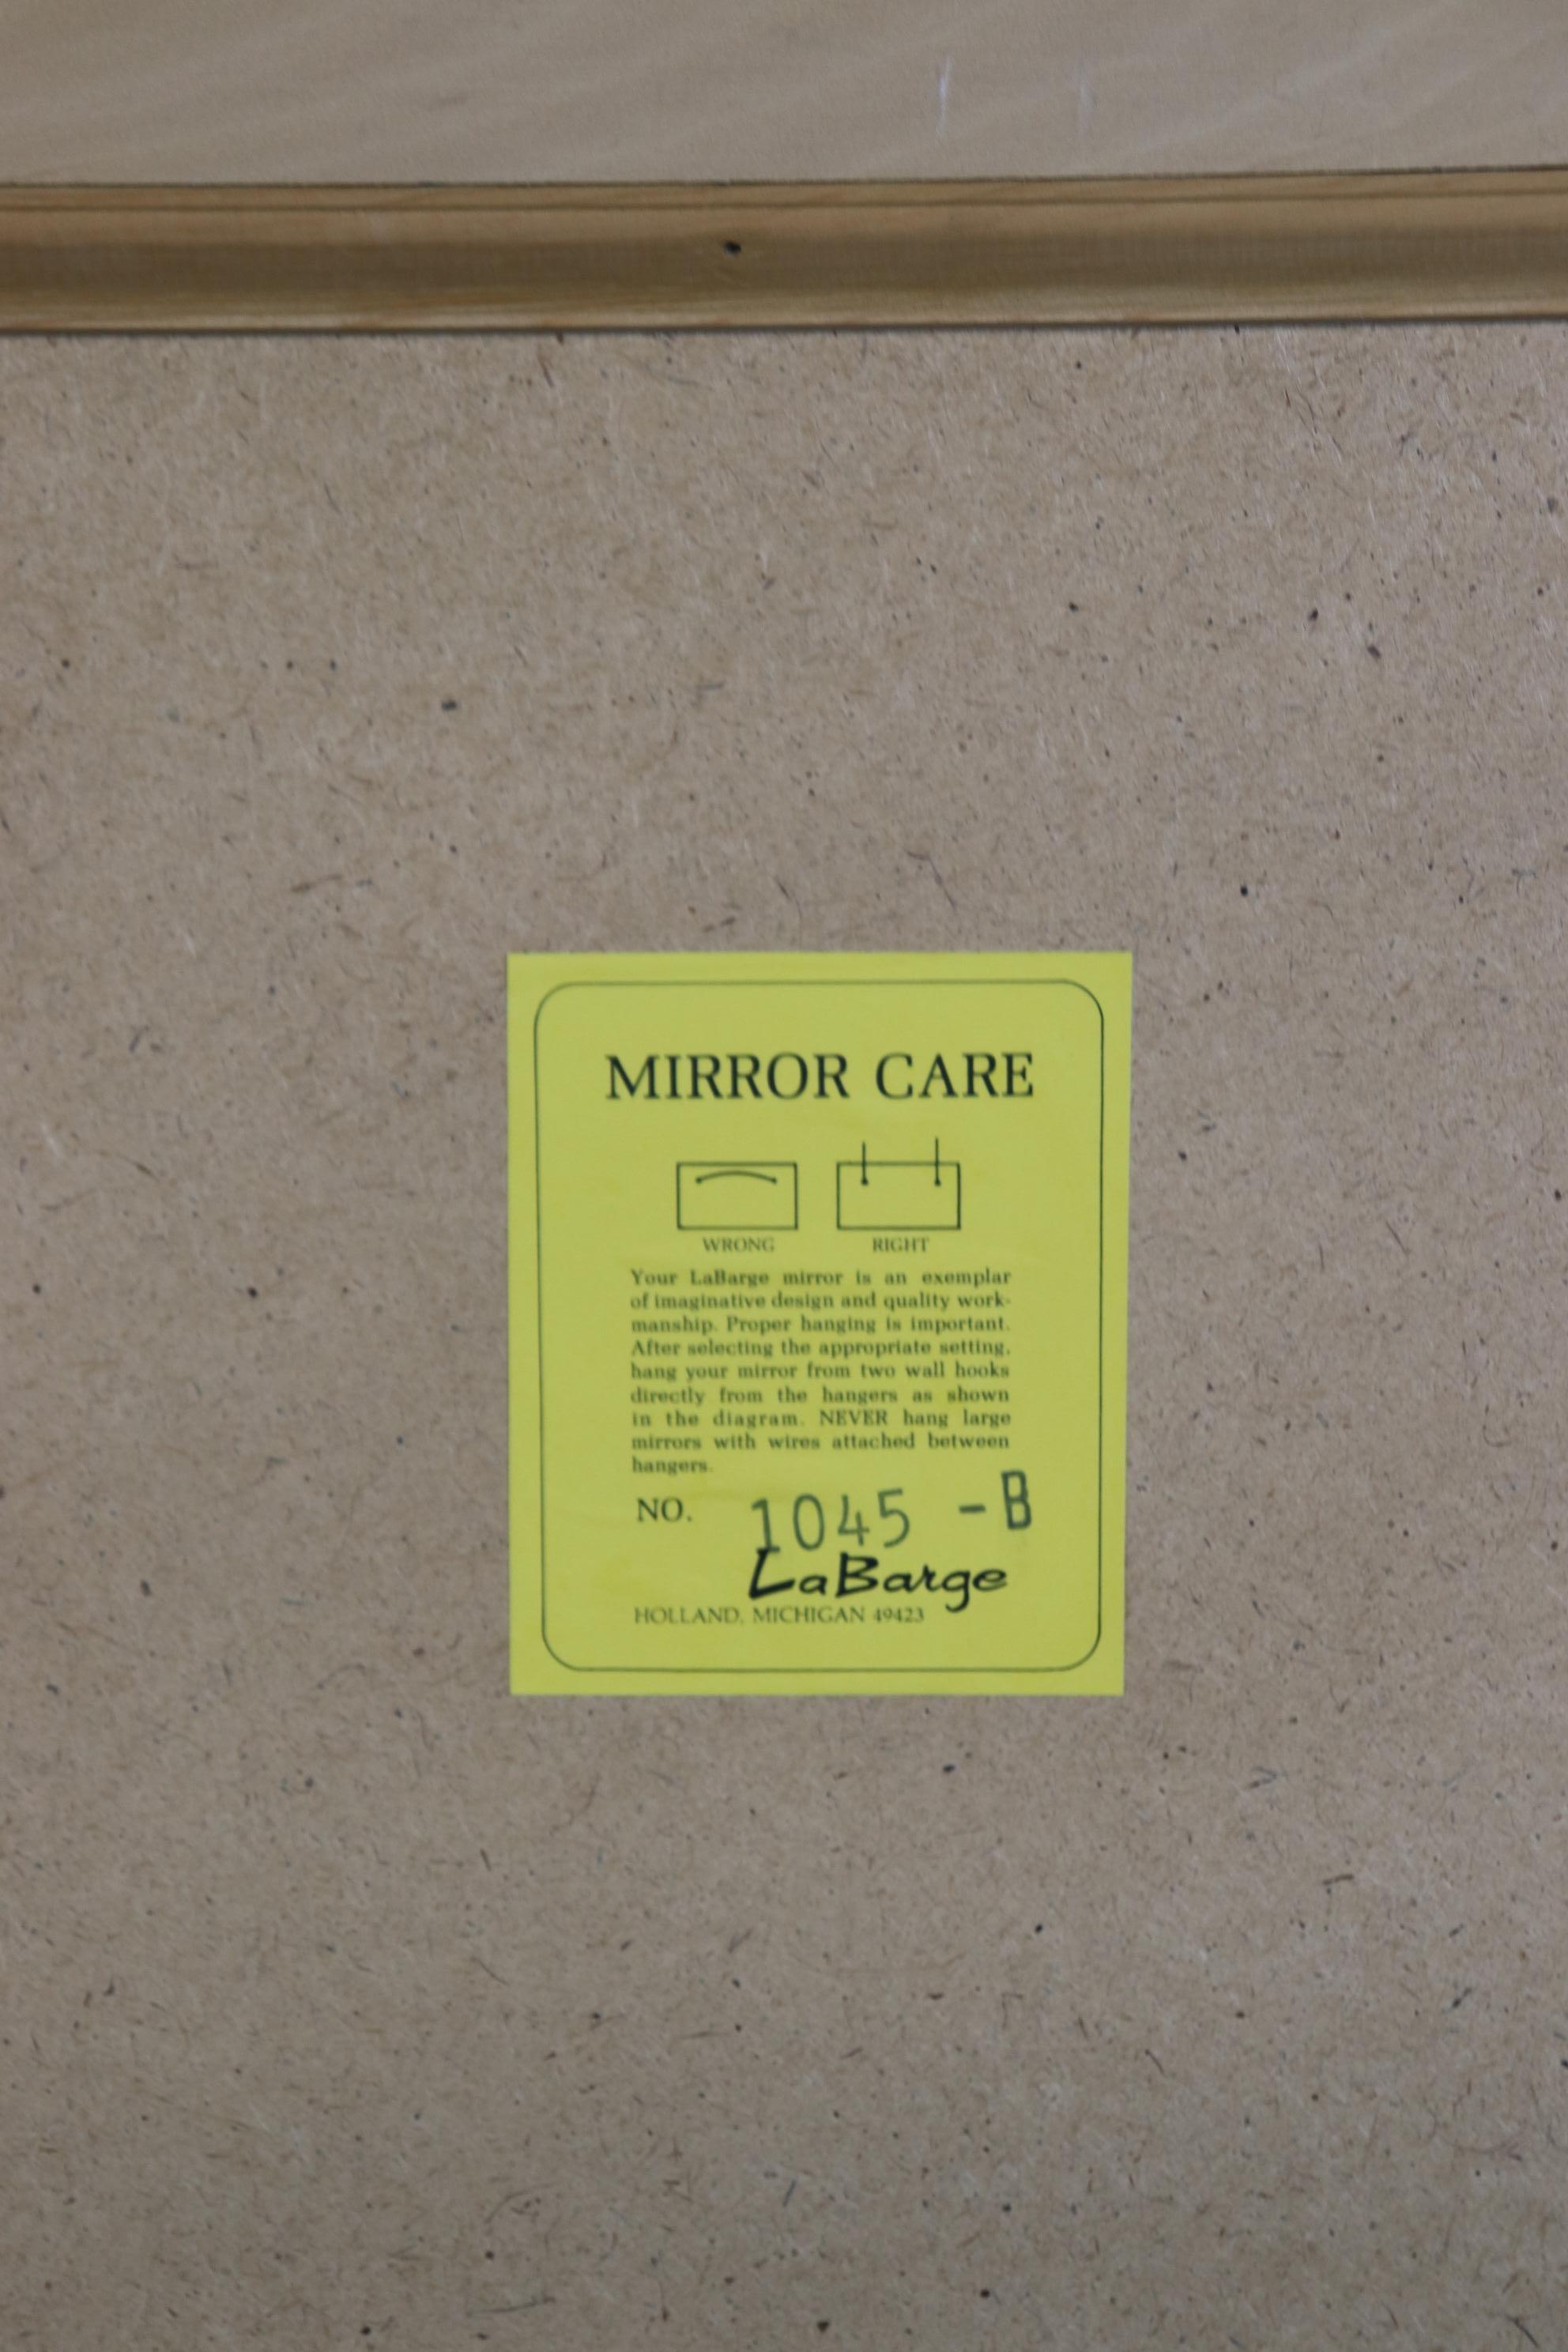 MIRROR CARE
WRONG RIGHT
Your LaBarge mirror is an exemplar
of imaginative design and quality work-
manship. Proper hanging is important.
After selecting the appropriate setting,
hang your mirror from two wall hooks
directly from the hangers as shown
in the diagram. NEVER hang large
mirrors with wires attached between
hangers.
NO. 1045 -B
LaBarge
HOLLAND, MICHIGAN 49423